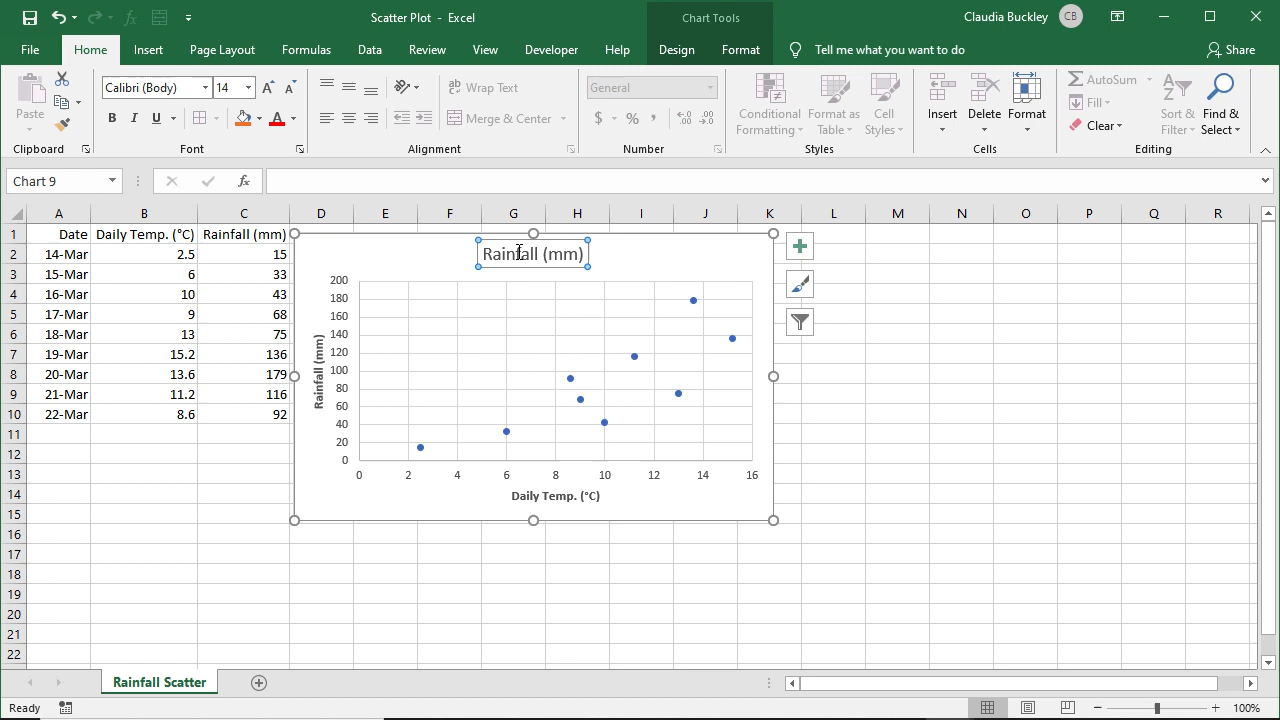 Scatter Plot - Excel
Chart Tools
Claudia Buckley
CB
File Home Insert Page Layout Formulas Data Review View Developer Help Design Format Tell me what you want to do Share
Paste
Calibri (Body) 14
B I U A
ab Wrap Text
Merge & Center
General
$ % ,
Conditional Formatting
Format as Table
Cell Styles
Insert Delete Format
AutoSum
Fill
Clear
Sort & Filter
Find & Select
Clipboard Font Alignment Number Styles Cells Editing
Chart 9
fx
A B C D E F G H I J K L M N O P Q R
1 Date Daily Temp. (°C) Rainfall (mm)
2 14-Mar 2.5 15
3 15-Mar 6 33
4 16-Mar 10 43
5 17-Mar 9 68
6 18-Mar 13 75
7 19-Mar 15.2 136
8 20-Mar 13.6 179
9 21-Mar 11.2 116
10 22-Mar 8.6 92
11
12
13
14
15
16
17
18
19
20
21
22
Rainfall (mm)
200
180
160
140
120
100
80
60
40
20
0
Rainfall (mm)
0 2 4 6 8 10 12 14 16
Daily Temp. (°C)
Rainfall Scatter
Ready
100%